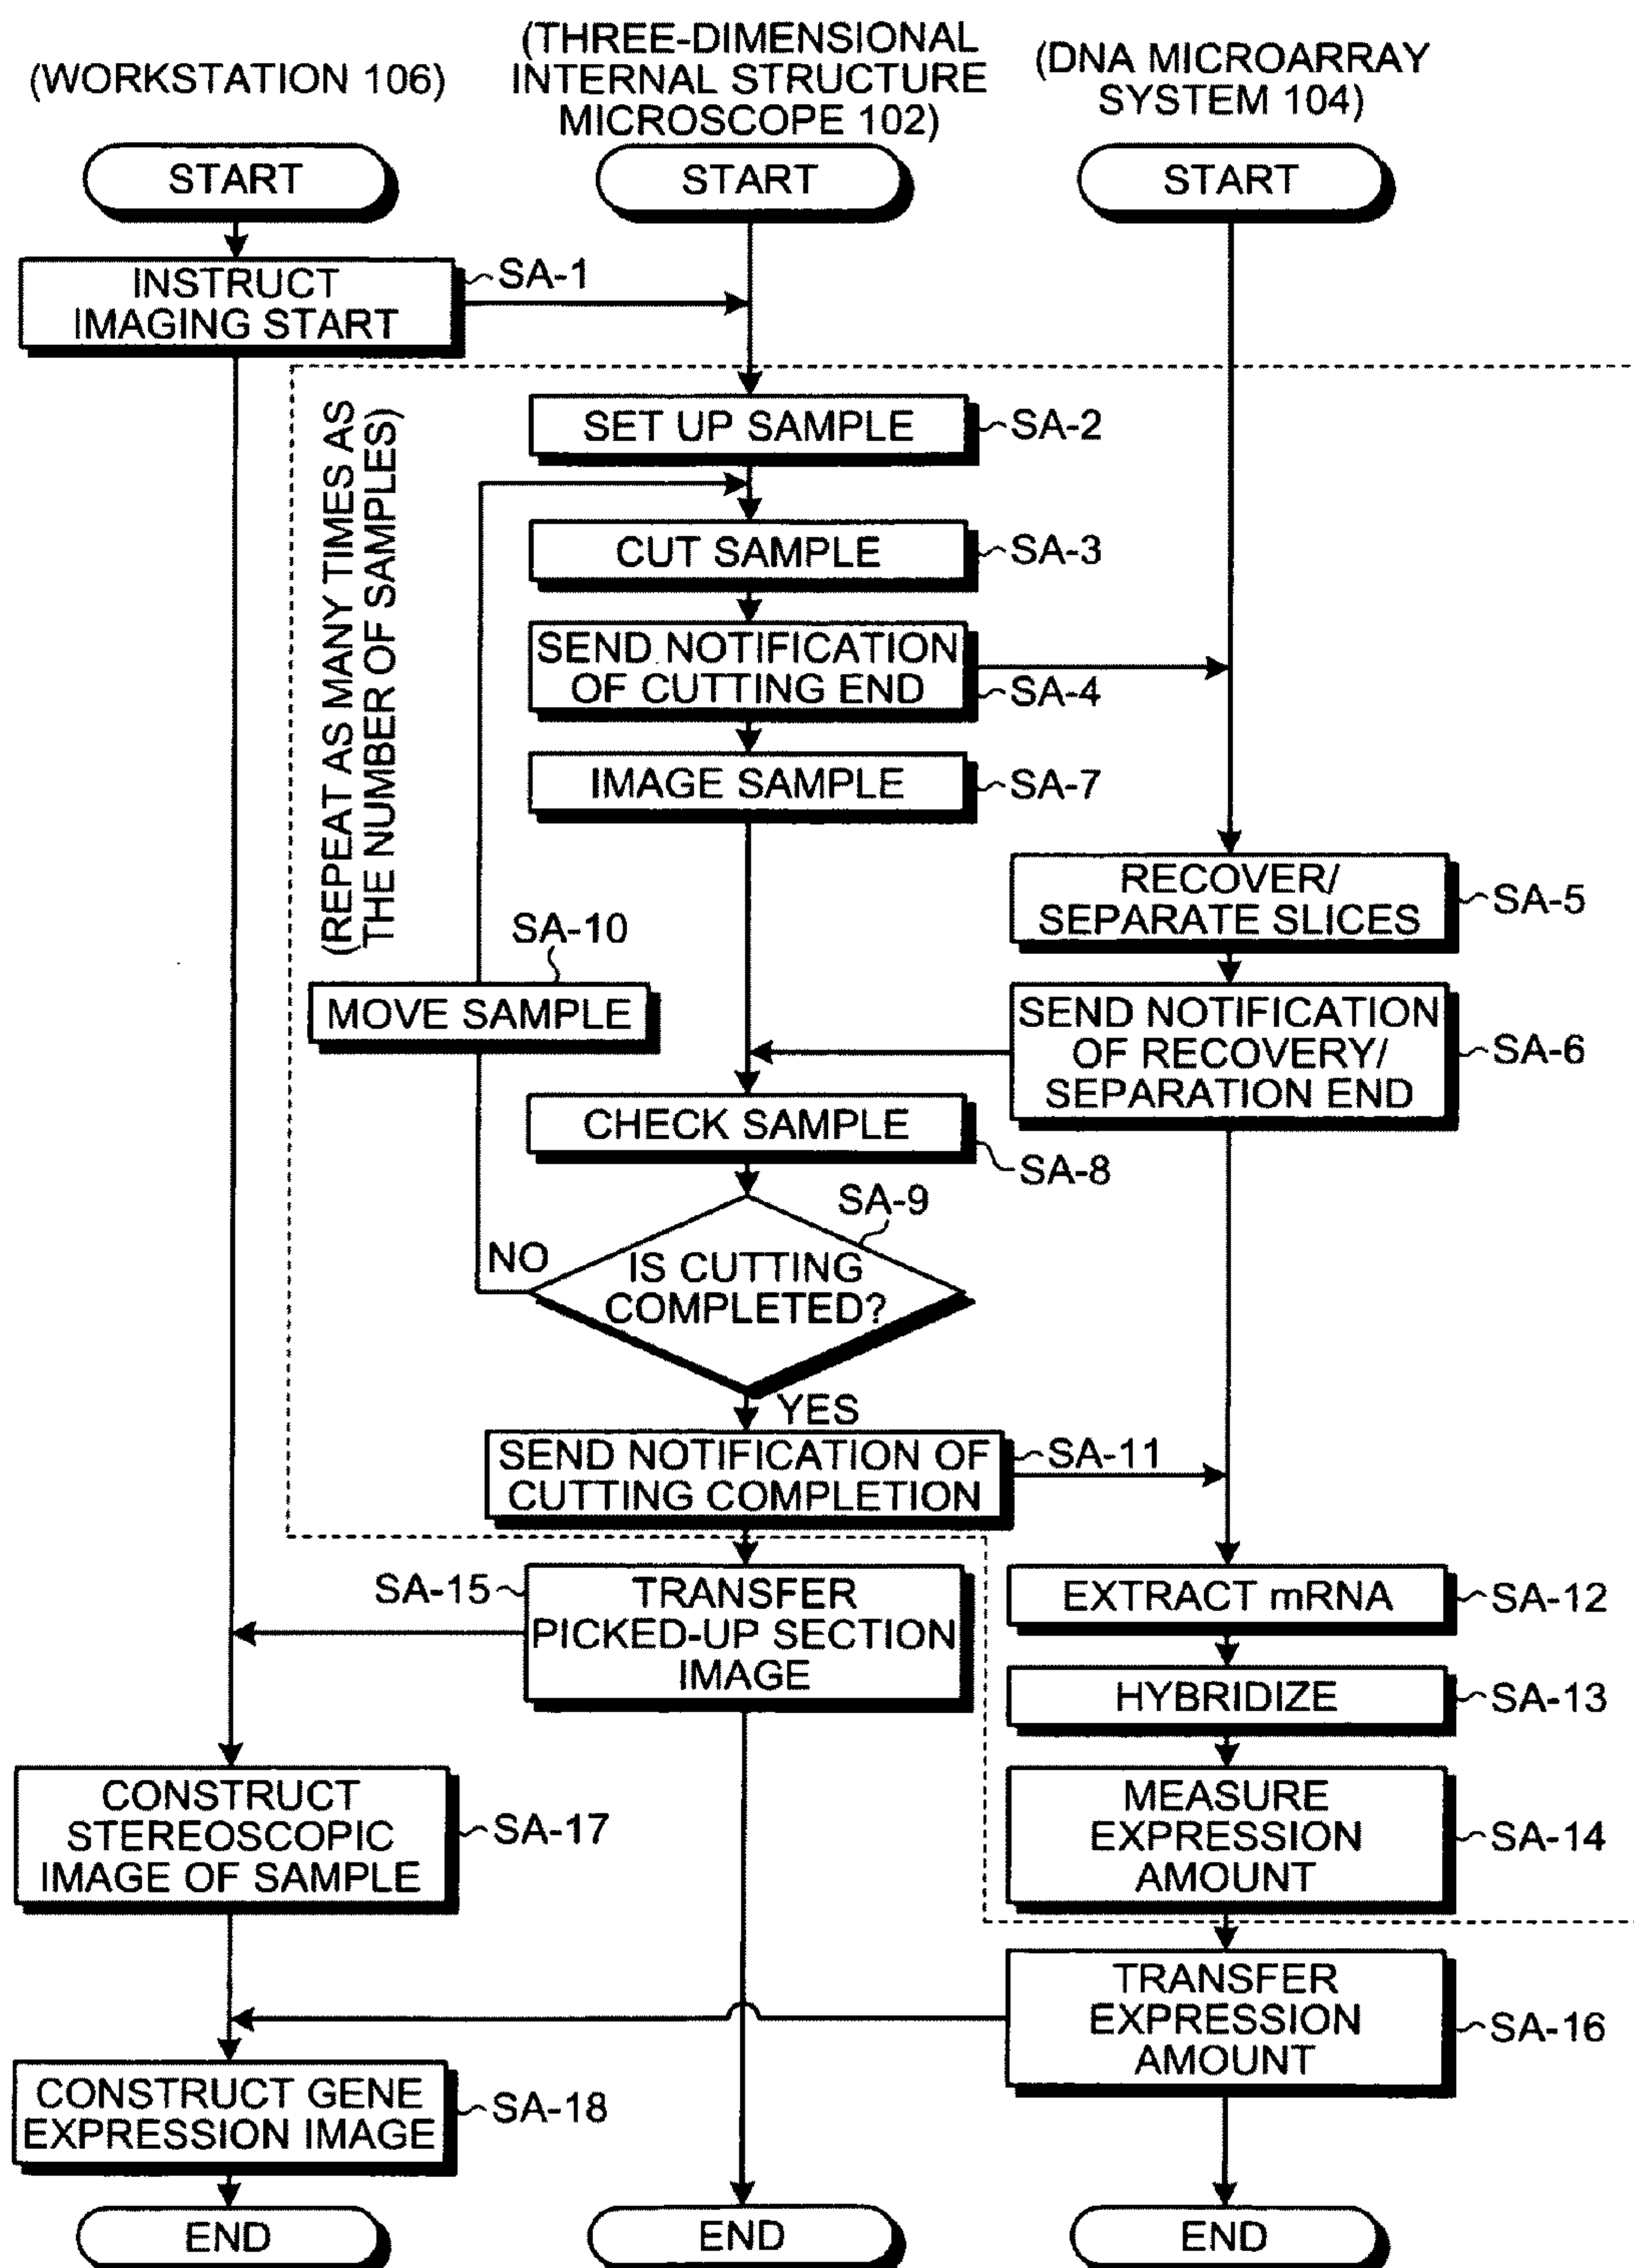 (WORKSTATION 106)
(THREE-DIMENSIONAL
INTERNAL STRUCTURE
MICROSCOPE 102)
(DNA MICROARRAY
SYSTEM 104)
START
START
START
INSTRUCT
IMAGING START
SA-1
(REPEAT AS MANY TIMES AS
THE NUMBER OF SAMPLES)
SET UP SAMPLE
SA-2
CUT SAMPLE
SA-3
SEND NOTIFICATION
OF CUTTING END
SA-4
IMAGE SAMPLE
SA-7
RECOVER/
SEPARATE SLICES
SA-5
SA-10
MOVE SAMPLE
SEND NOTIFICATION
OF RECOVERY/
SEPARATION END
SA-6
CHECK SAMPLE
SA-8
SA-9
NO
IS CUTTING
COMPLETED?
YES
SEND NOTIFICATION OF
CUTTING COMPLETION
SA-11
SA-15
TRANSFER
PICKED-UP SECTION
IMAGE
EXTRACT mRNA
SA-12
HYBRIDIZE
SA-13
CONSTRUCT
STEREOSCOPIC
IMAGE OF SAMPLE
SA-17
MEASURE
EXPRESSION
AMOUNT
SA-14
TRANSFER
EXPRESSION
AMOUNT
SA-16
CONSTRUCT GENE
EXPRESSION IMAGE
SA-18
END
END
END